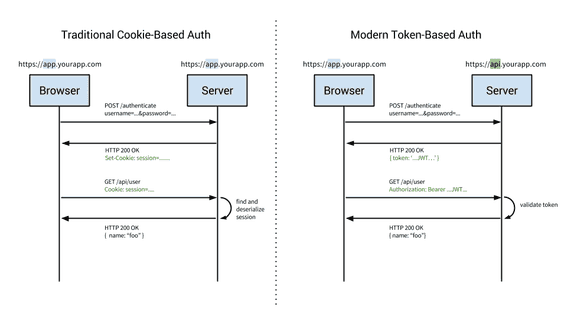 Traditional Cookie-Based Auth
https://app.yourapp.com
https://app.yourapp.com
Browser
Server
POST /authenticate
username=...&password=...
HTTP 200 OK
Set-Cookie: session=.......
GET /api/user
Cookie: session=....
find and
deserialize
session
HTTP 200 OK
{ name: "foo" }
Modern Token-Based Auth
https://app.yourapp.com
https://api.yourapp.com
Browser
Server
POST /authenticate
username=...&password=...
HTTP 200 OK
{ token: '...JWT...' }
GET /api/user
Authorization: Bearer ...JWT...
validate token
HTTP 200 OK
{ name: "foo"}